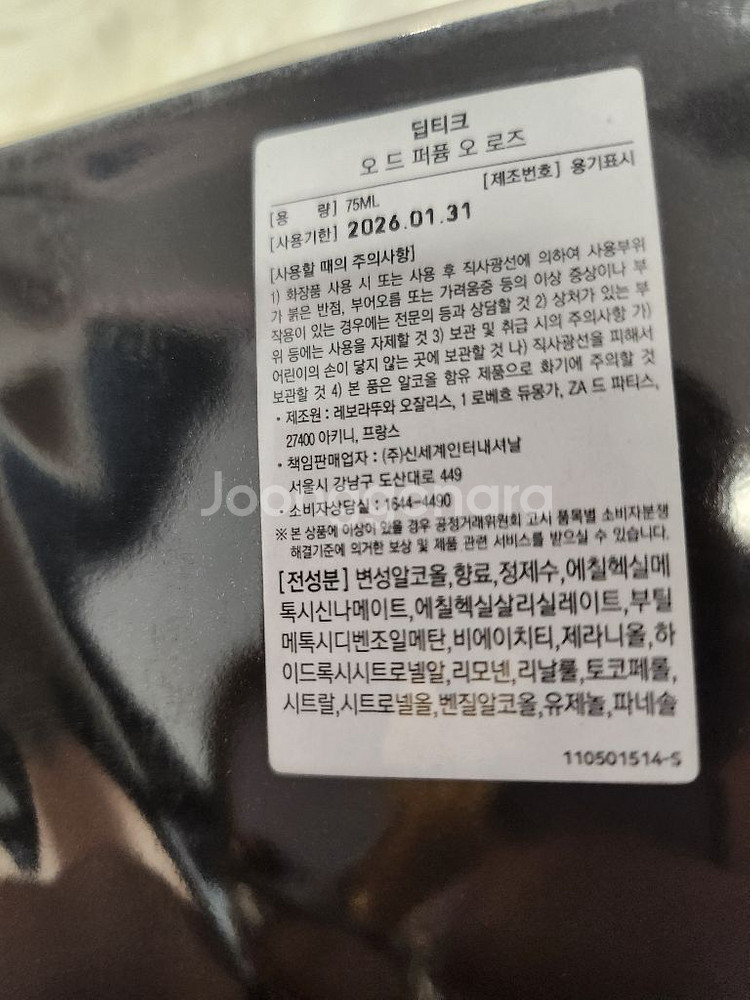 딥티크
오 드 퍼퓸 오 로즈
[제조번호] 용기표시
[용 량] 75ML
[사용기한] 2026.01.31
[사용할 때의 주의사항]
1) 화장품 사용 시 또는 사용 후 직사광선에 의하여 사용부위
가 붉은 반점, 부어오름 또는 가려움증 등의 이상 증상이나 부
작용이 있는 경우에는 전문의 등과 상담할 것 2) 상처가 있는 부
위 등에는 사용을 자제할 것 3) 보관 및 취급 시의 주의사항 가)
어린이의 손이 닿지 않는 곳에 보관할 것 나) 직사광선을 피해서
보관할 것 4) 본 품은 알코올 함유 제품으로 화기에 주의할 것
• 제조원 : 레보라뚜와 오잘리스, 1 로베흐 듀몽가, ZA 드 파티스,
27400 아키니, 프랑스
• 책임판매업자 : (주)신세계인터내셔날
서울시 강남구 도산대로 449
• 소비자상담실 : 1644-4490
※ 본 상품에 이상이 있을 경우 공정거래위원회 고시 품목별 소비자분쟁
해결기준에 의거한 보상 및 제품 관련 서비스를 받으실 수 있습니다.
[전성분] 변성알코올,향료,정제수,에칠헥실메
톡시신나메이트,에칠헥실살리실레이트,부틸
메톡시디벤조일메탄,비에이치티,제라니올,하
이드록시시트로넬알,리모넨,리날룰,토코페롤,
시트랄,시트로넬올,벤질알코올,유제놀,파네솔
110501514-S